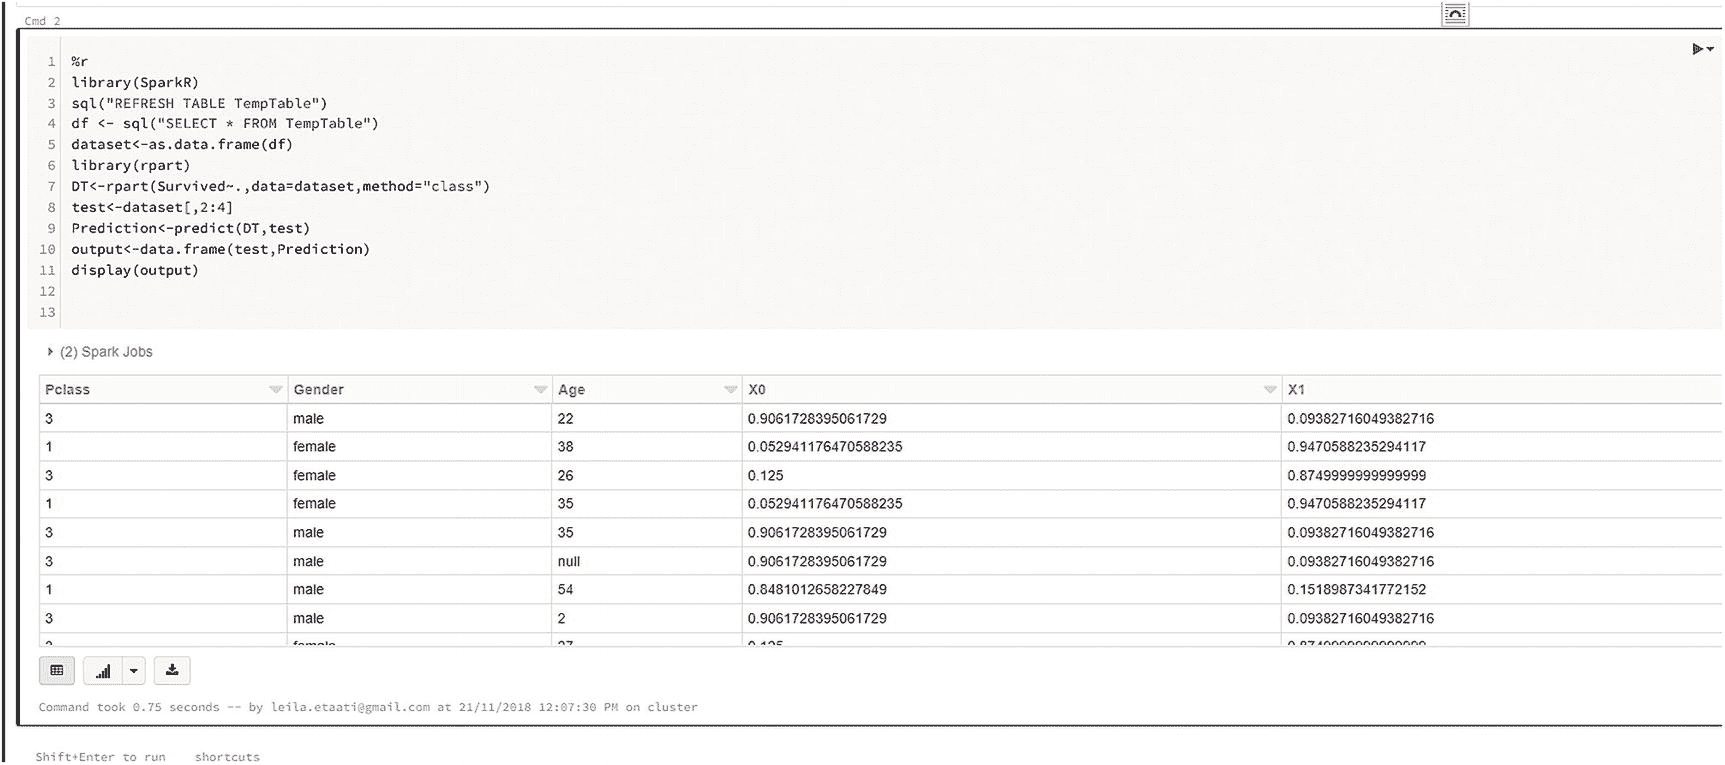 Cmd 2
1 %r
2 library(SparkR)
3 sql("REFRESH TABLE TempTable")
4 df <- sql("SELECT * FROM TempTable")
5 dataset<-as.data.frame(df)
6 library(rpart)
7 DT<-rpart(Survived~.,data=dataset,method="class")
8 test<-dataset[,2:4]
9 Prediction<-predict(DT,test)
10 output<-data.frame(test,Prediction)
11 display(output)
12
13
(2) Spark Jobs
Pclass Gender Age X0 X1
3 male 22 0.9061728395061729 0.09382716049382716
1 female 38 0.052941176470588235 0.9470588235294117
3 female 26 0.125 0.8749999999999999
1 female 35 0.052941176470588235 0.9470588235294117
3 male 35 0.9061728395061729 0.09382716049382716
3 male null 0.9061728395061729 0.09382716049382716
1 male 54 0.8481012658227849 0.1518987341772152
3 male 2 0.9061728395061729 0.09382716049382716
female 27 0.125 0.8749999999999999
Command took 0.75 seconds -- by leila.etaati@gmail.com at 21/11/2018 12:07:30 PM on cluster
Shift+Enter to run shortcuts